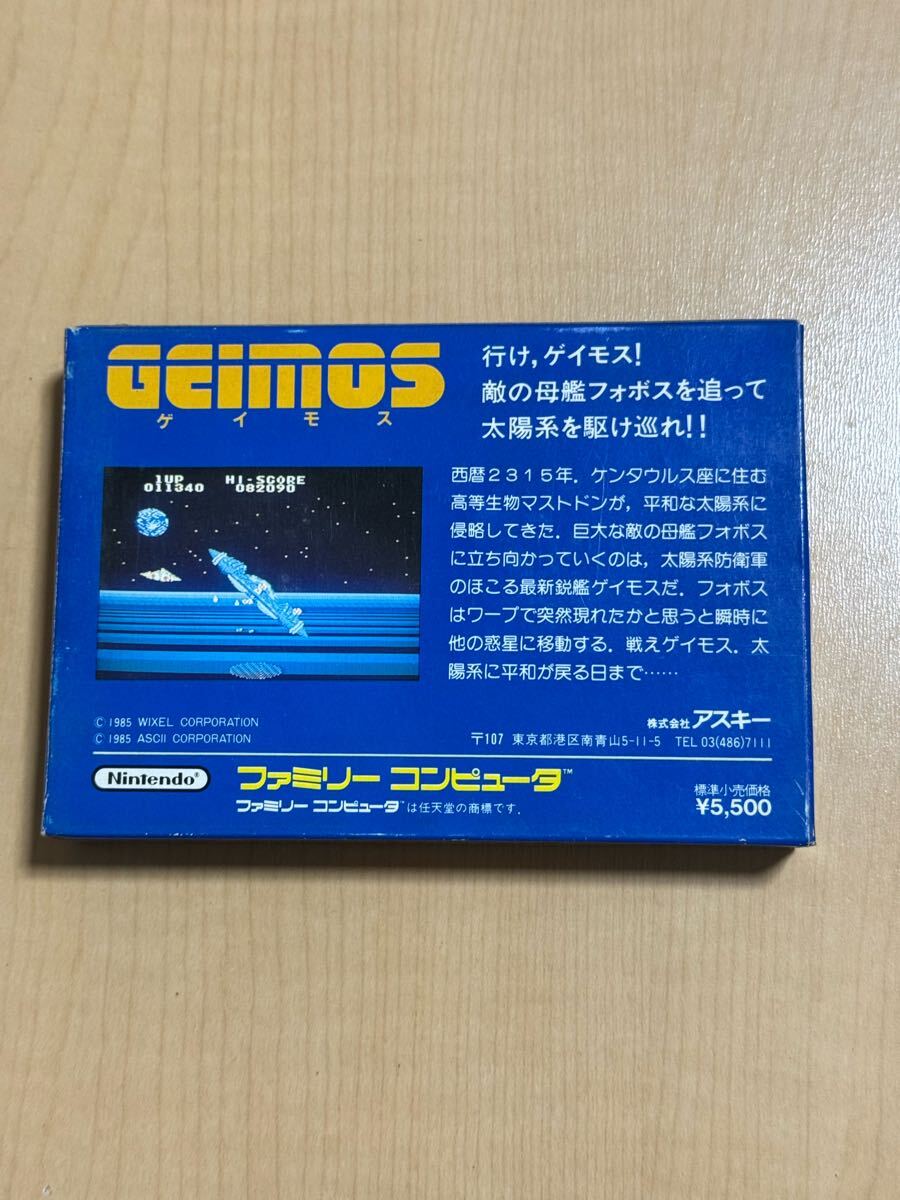 GEIMOS
ゲイモス
行け,ゲイモス!
敵の母艦フォボスを追って
太陽系を駆け巡れ!!
1UP HI-SCORE
011340 082090
西暦2315年.ケンタウルス座に住む
高等生物マストドンが,平和な太陽系に
侵略してきた.巨大な敵の母艦フォボス
に立ち向かっていくのは,太陽系防衛軍
のほこる最新鋭艦ゲイモスだ.フォボス
はワープで突然現れたかと思うと瞬時に
他の惑星に移動する.戦えゲイモス.太
陽系に平和が戻る日まで……
© 1985 WIXEL CORPORATION
© 1985 ASCII CORPORATION
株式会社アスキー
〒107 東京都港区南青山5-11-5 TEL 03(486)7111
Nintendo®
ファミリー コンピュータ™
ファミリー コンピュータ™は任天堂の商標です.
標準小売価格
¥5,500